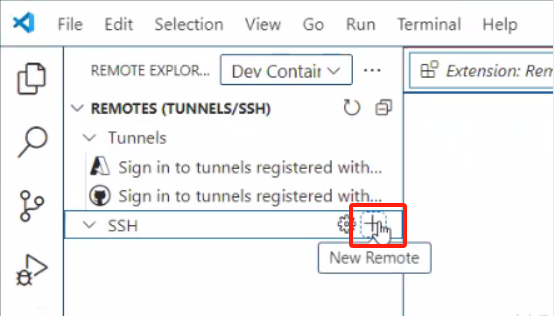 File Edit Selection View Go Run Terminal Help
REMOTE EXPLOR... Dev Contair ...
Extension: Rem
REMOTES (TUNNELS/SSH)
Tunnels
Sign in to tunnels registered with...
Sign in to tunnels registered with...
SSH
New Remote